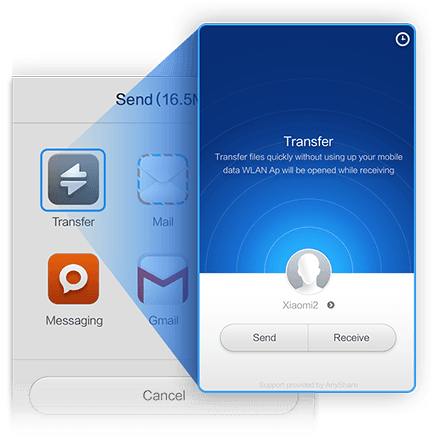 Send (16.5M
Transfer
Mail
Messaging
Gmail
Cancel
Transfer
Transfer files quickly without using up your mobile
data WLAN Ap will be opened while receiving
Xiaomi2
Send
Receive
Support provided by AnyShare